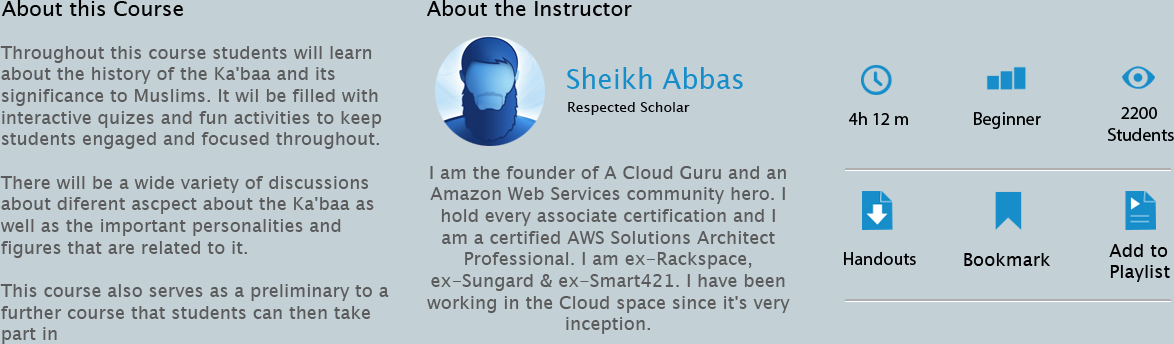 About this Course
Throughout this course students will learn
about the history of the Ka'baa and its
significance to Muslims. It wil be filled with
interactive quizes and fun activities to keep
students engaged and focused throughout.
There will be a wide variety of discussions
about diferent ascpect about the Ka'baa as
well as the important personalities and
figures that are related to it.
This course also serves as a preliminary to a
further course that students can then take
part in
About the Instructor
Sheikh Abbas
Respected Scholar
I am the founder of A Cloud Guru and an
Amazon Web Services community hero. I
hold every associate certification and I
am a certified AWS Solutions Architect
Professional. I am ex-Rackspace,
ex-Sungard & ex-Smart421. I have been
working in the Cloud space since it's very
inception.
4h 12 m
Beginner
2200
Students
Handouts
Bookmark
Add to
Playlist